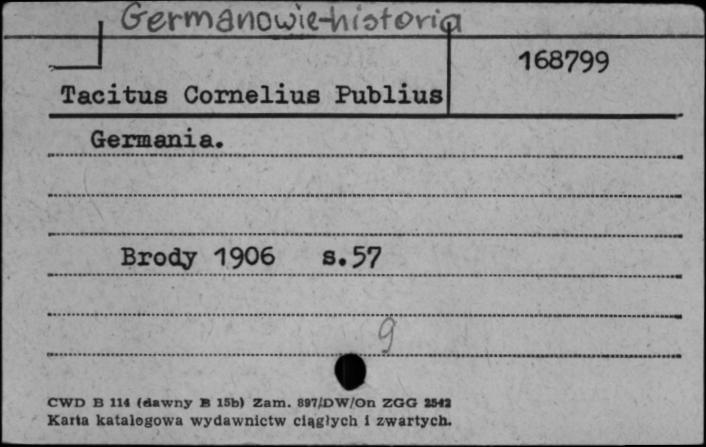 Germanowie-historia
168799
Tacitus Cornelius Publius
Germania.
Brody 1906 s.57
9
CWD B 114 (dawny B 15b) Zam. 897/DW/On ZGG 2542
Karta katalogowa wydawnictw ciągłych i zwartych.